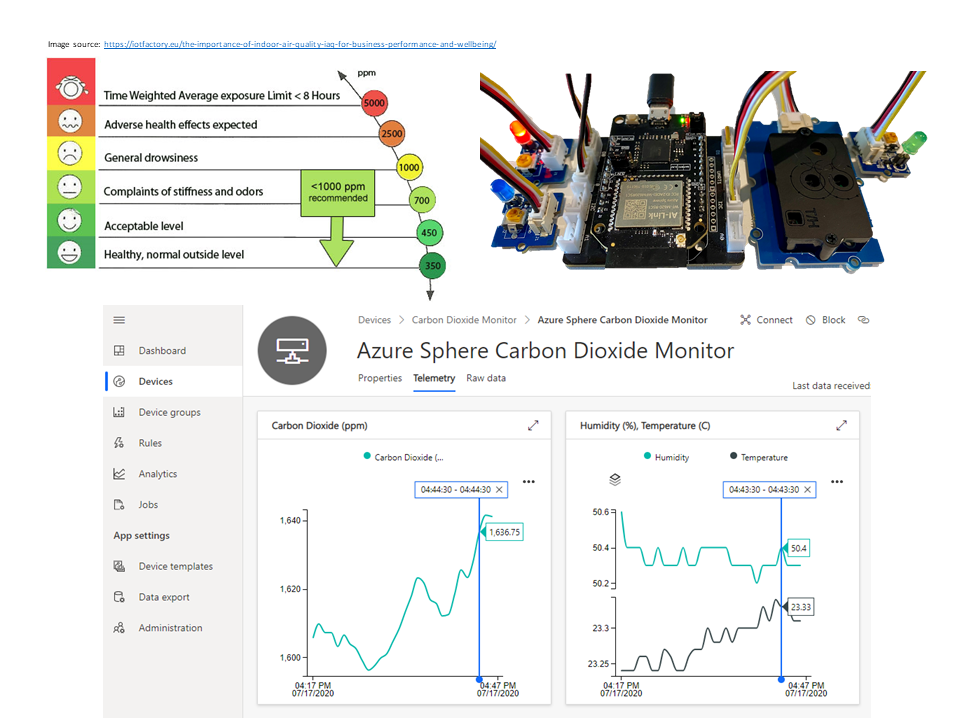 Image source: https://iotfactory.eu/the-importance-of-indoor-air-quality-iaq-for-business-performance-and-wellbeing/
ppm
Time Weighted Average exposure Limit < 8 Hours
5000
Adverse health effects expected
2500
General drowsiness
1000
<1000 ppm
recommended
Complaints of stiffness and odors
700
Acceptable level
450
Healthy, normal outside level
350
Ai-Link
Devices > Carbon Dioxide Monitor > Azure Sphere Carbon Dioxide Monitor
Connect
Block
Azure Sphere Carbon Dioxide Monitor
Properties
Telemetry
Raw data
Last data received
Dashboard
Devices
Device groups
Rules
Analytics
Jobs
App settings
Device templates
Data export
Administration
Carbon Dioxide (ppm)
Carbon Dioxide (...
04:44:30 - 04:44:30
1,640
1,636.75
1,620
1,600
04:17 PM
07/17/2020
04:47 PM
07/17/2020
Humidity (%), Temperature (C)
Humidity
Temperature
04:43:30 - 04:43:30
50.6
50.4
50.4
50.2
23.33
23.3
23.25
04:17 PM
07/17/2020
04:47 PM
07/17/2020